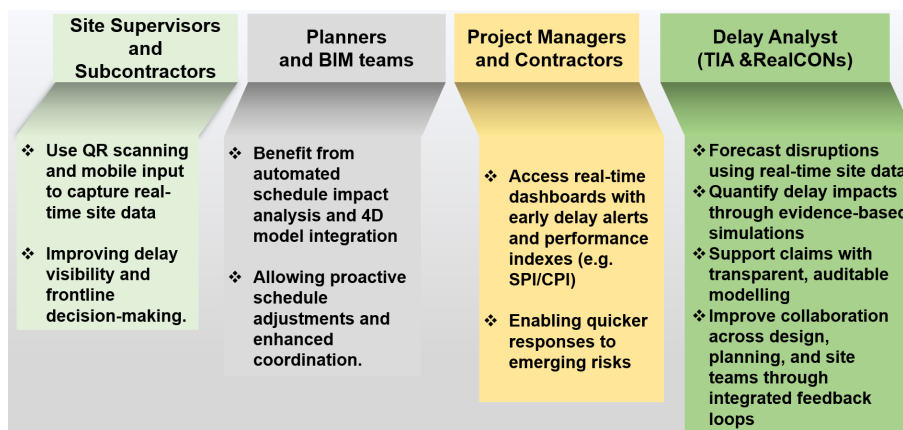 Site Supervisors
and
Subcontractors
❖ Use QR scanning
and mobile input
to capture real-
time site data
❖ Improving delay
visibility and
frontline
decision-making.
Planners
and BIM teams
❖ Benefit from
automated
schedule impact
analysis and 4D
model integration
❖ Allowing proactive
schedule
adjustments and
enhanced
coordination.
Project Managers
and Contractors
❖ Access real-time
dashboards with
early delay alerts
and performance
indexes (e.g.
SPI/CPI)
❖ Enabling quicker
responses to
emerging risks
Delay Analyst
(TIA &RealCONs)
❖ Forecast disruptions
using real-time site data
❖ Quantify delay impacts
through evidence-based
simulations
❖ Support claims with
transparent, auditable
modelling
❖ Improve collaboration
across design,
planning, and site
teams through
integrated feedback
loops